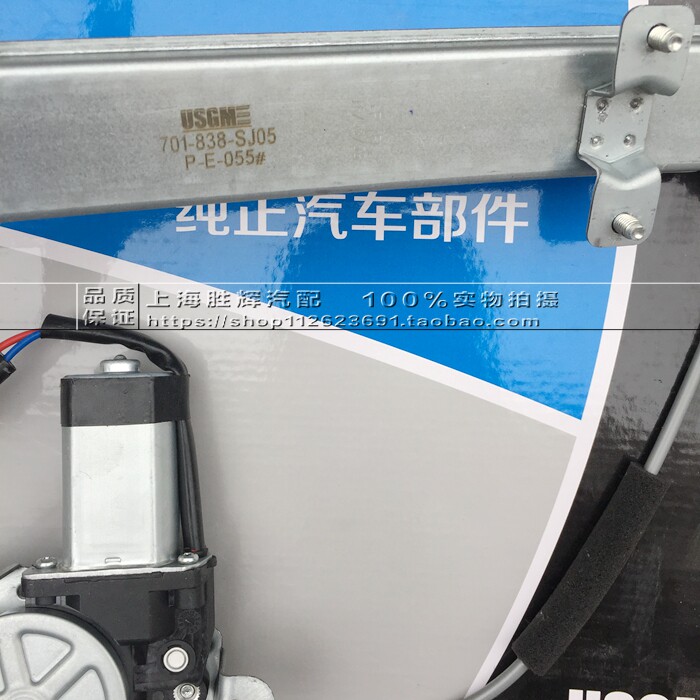 USGME
701-838-SJ05
P-E-055#
纯正汽车部件
品质 上海胜辉汽配 100%实物拍摄
保证 https://shop112623691.taobao.com